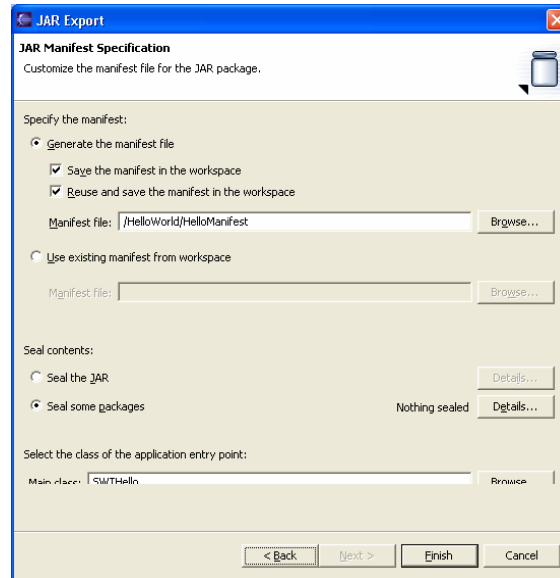 JAR Export
JAR Manifest Specification
Customize the manifest file for the JAR package.
Specify the manifest:
Generate the manifest file
Save the manifest in the workspace
Reuse and save the manifest in the workspace
Manifest file: /HelloWorld/HelloManifest Browse...
Use existing manifest from workspace
Manifest file: Browse...
Seal contents:
Seal the JAR Details...
Seal some packages Nothing sealed Details...
Select the class of the application entry point:
Main class: SWTHello Browse
< Back Next > Finish Cancel